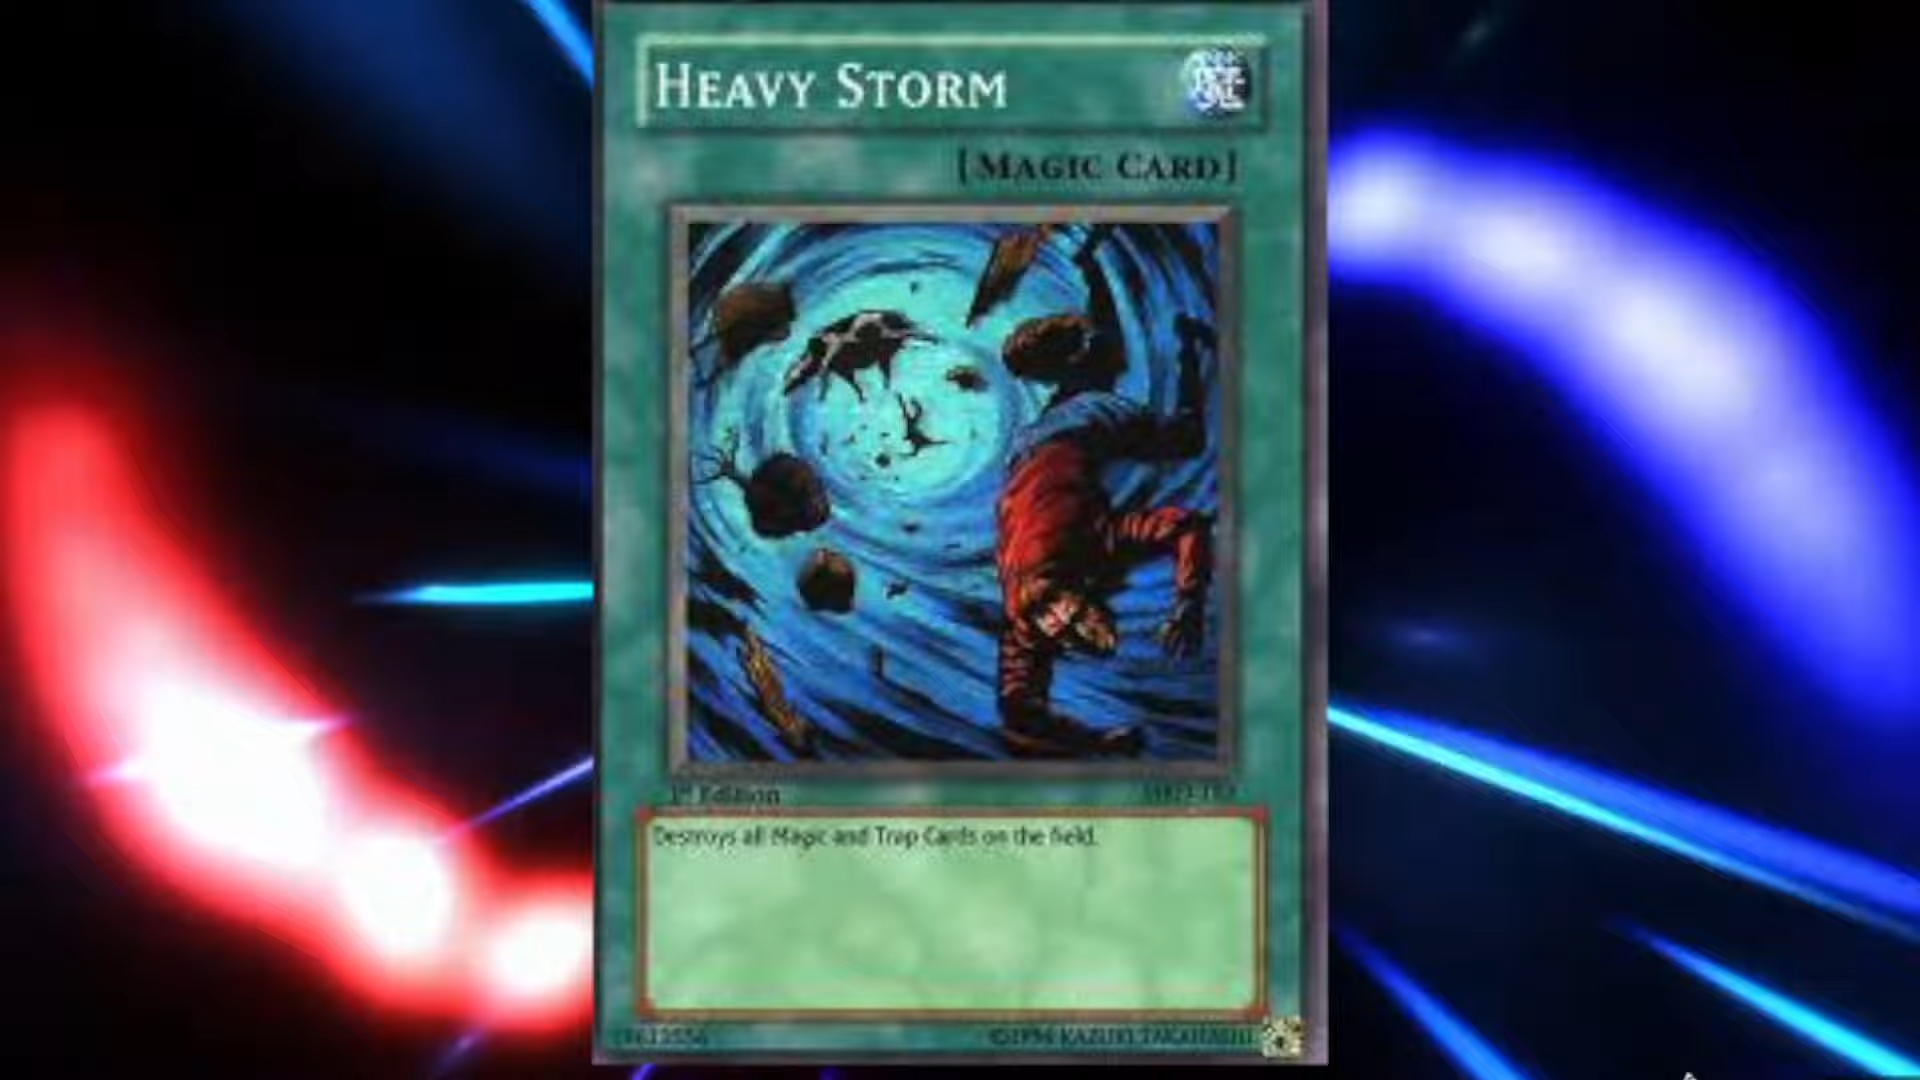 HEAVY STORM
[MAGIC CARD]
1st Edition
Destroys all Magic and Trap Cards on the field.
©1996 KAZUKI TAKAHASHI